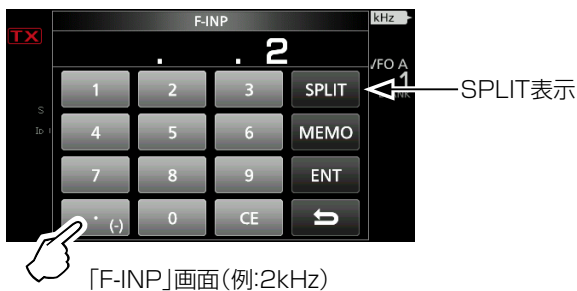 F-INP
kHz
TX
. . 2
VFO A
1 2 3 SPLIT
SPLIT表示
4 5 6 MEMO
7 8 9 ENT
· (-) 0 CE
「F-INP」画面(例:2kHz)